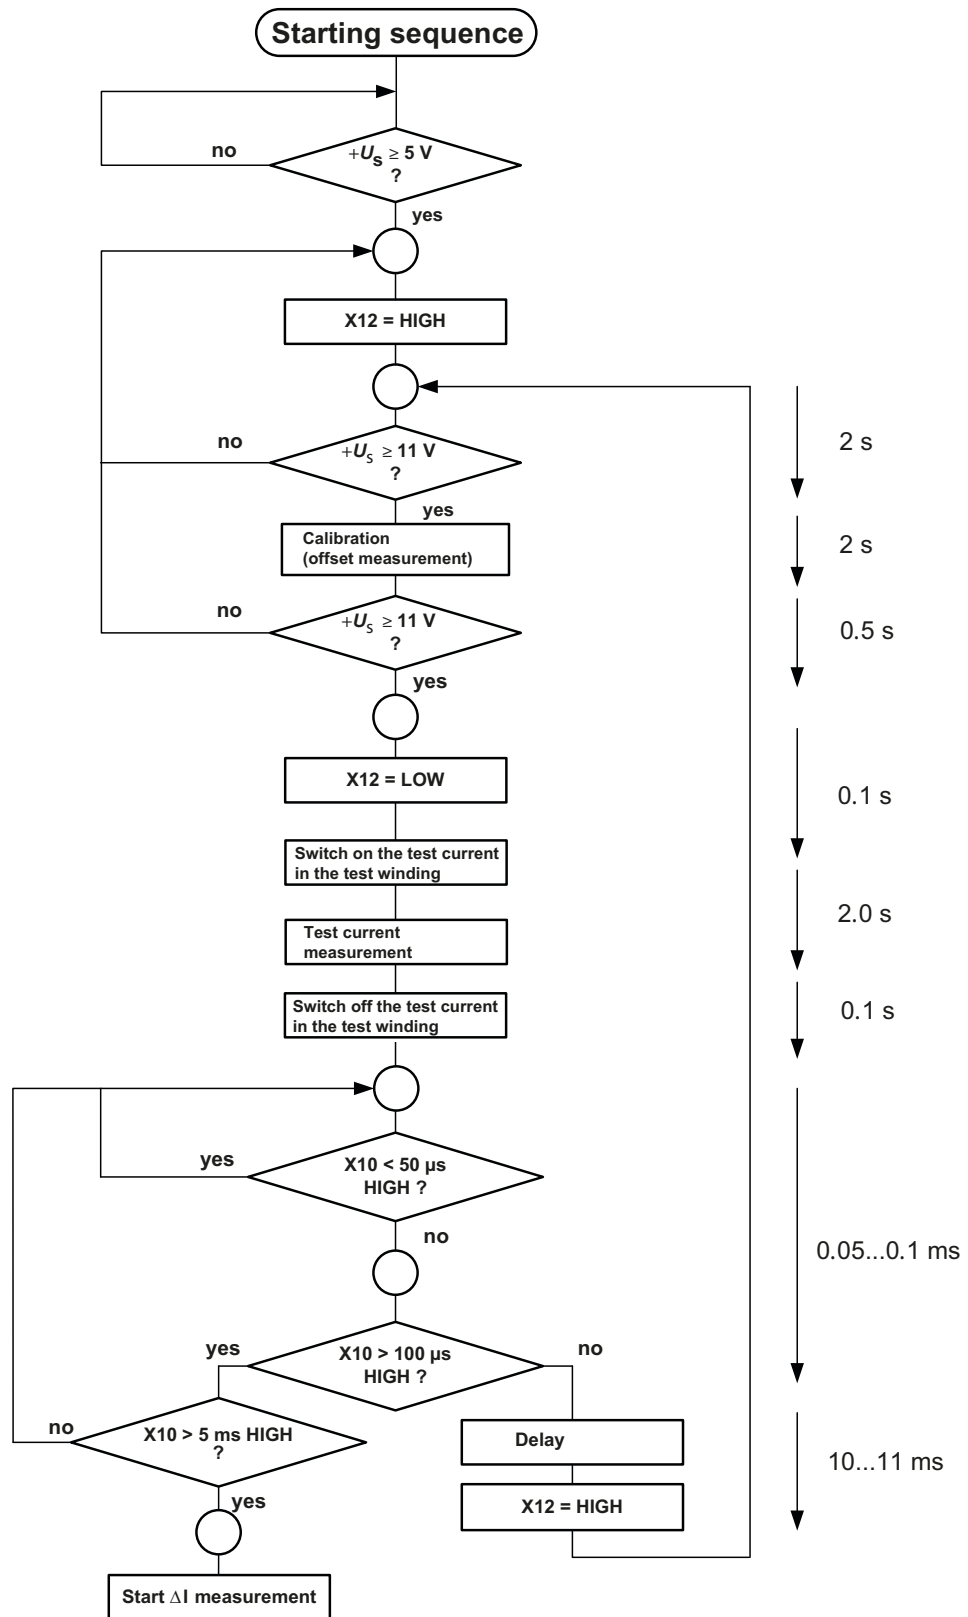 Starting sequence
no
+Us ≥ 5 V
?
yes
X12 = HIGH
no
+US ≥ 11 V
?
2 s
yes
Calibration
(offset measurement)
2 s
no
+US ≥ 11 V
?
0.5 s
yes
X12 = LOW
0.1 s
Switch on the test current
in the test winding
2.0 s
Test current
measurement
Switch off the test current
in the test winding
0.1 s
yes
X10 < 50 µs
HIGH ?
no
0.05...0.1 ms
yes
X10 > 100 µs
HIGH ?
no
no
X10 > 5 ms HIGH
?
Delay
10...11 ms
yes
X12 = HIGH
Start ΔI measurement